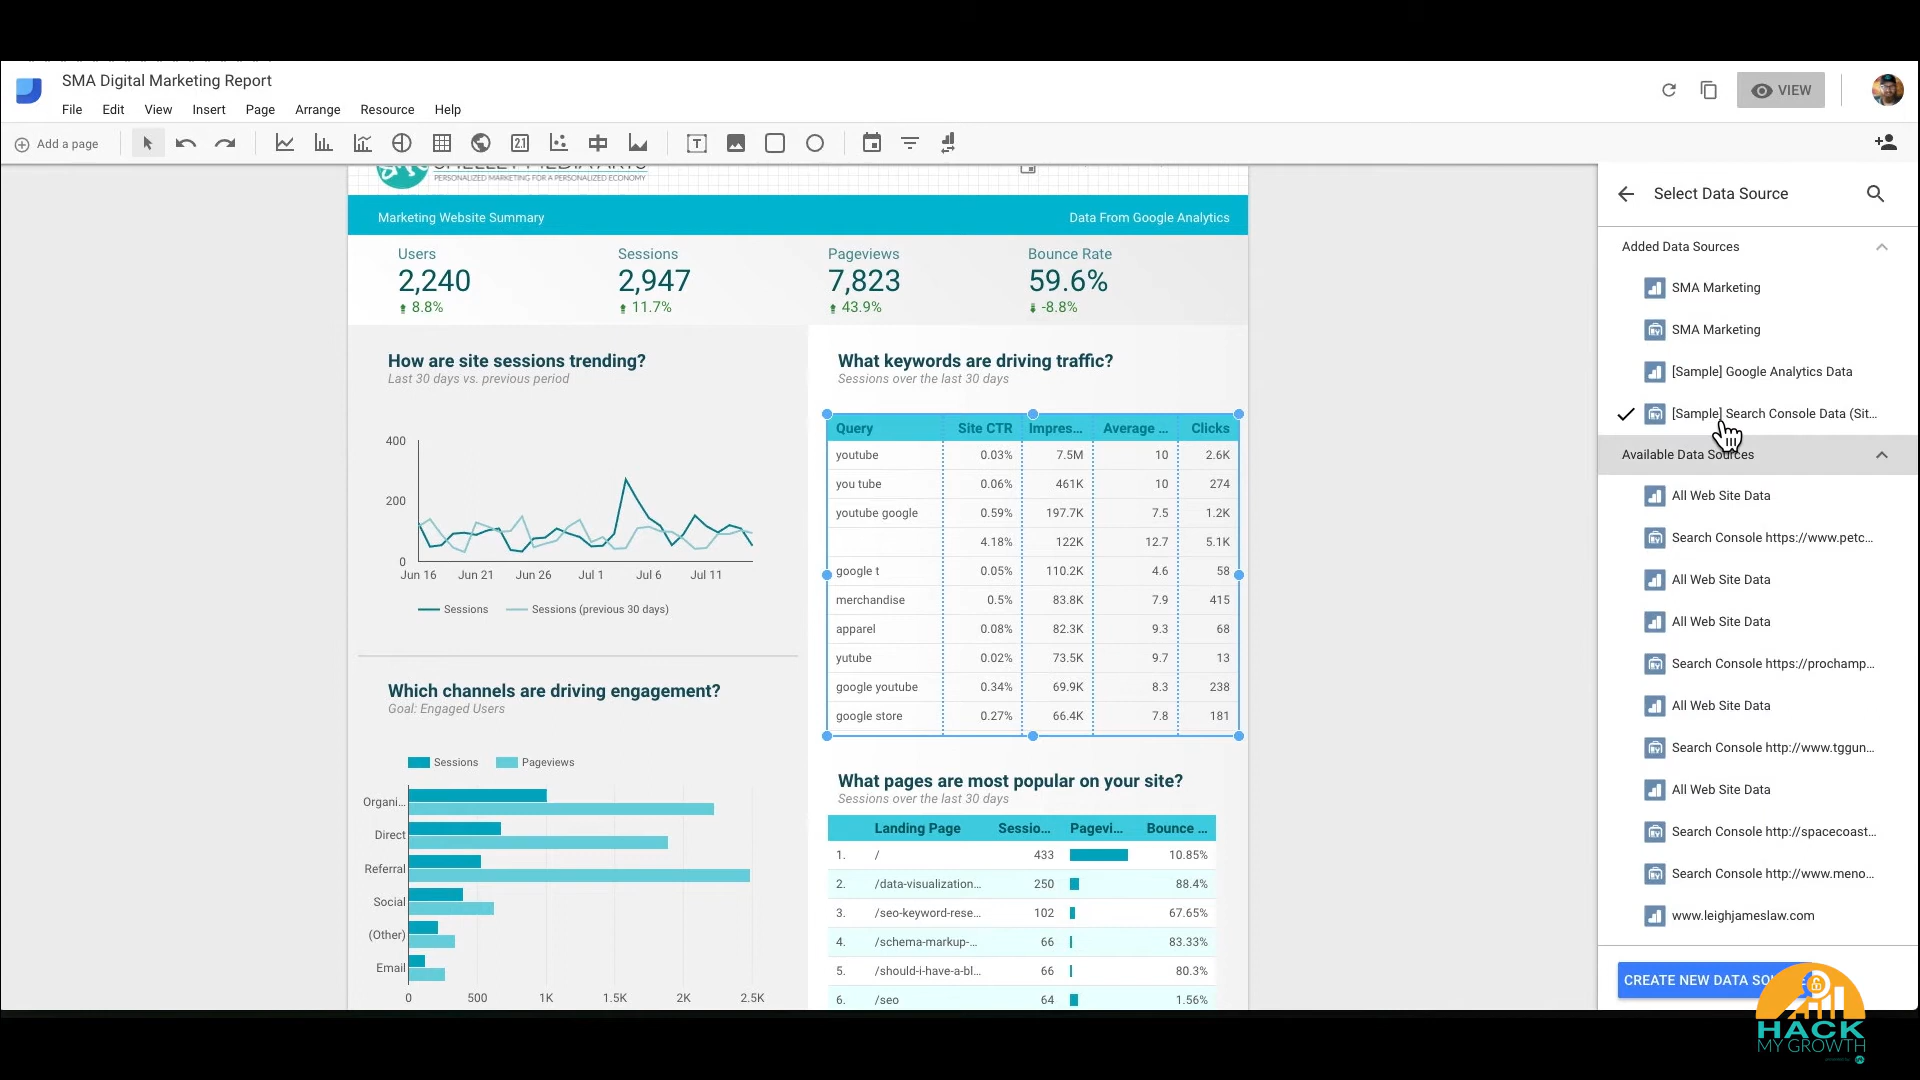 SMA Digital Marketing Report
File Edit View Insert Page Arrange Resource Help
VIEW
Add a page
SHELLEY MEDIA ARTS
PERSONALIZED MARKETING FOR A PERSONALIZED ECONOMY
Marketing Website Summary Data From Google Analytics
Users Sessions Pageviews Bounce Rate
2,240 2,947 7,823 59.6%
8.8% 11.7% 43.9% -8.8%
How are site sessions trending?
Last 30 days vs. previous period
400
200
0
Jun 16 Jun 21 Jun 26 Jul 1 Jul 6 Jul 11
Sessions Sessions (previous 30 days)
Which channels are driving engagement?
Goal: Engaged Users
Sessions Pageviews
Organi...
Direct
Referral
Social
(Other)
Email
0 500 1K 1.5K 2K 2.5K
What keywords are driving traffic?
Sessions over the last 30 days
Query Site CTR Impres... Average ... Clicks
youtube 0.03% 7.5M 10 2.6K
you tube 0.06% 461K 10 274
youtube google 0.59% 197.7K 7.5 1.2K
4.18% 122K 12.7 5.1K
google t 0.05% 110.2K 4.6 58
merchandise 0.5% 83.8K 7.9 415
apparel 0.08% 82.3K 9.3 68
yutube 0.02% 73.5K 9.7 13
google youtube 0.34% 69.9K 8.3 238
google store 0.27% 66.4K 7.8 181
What pages are most popular on your site?
Sessions over the last 30 days
Landing Page Sessio... Pagevi... Bounce ...
1. / 433 10.85%
2. /data-visualization... 250 88.4%
3. /seo-keyword-rese... 102 67.65%
4. /schema-markup-... 66 83.33%
5. /should-i-have-a-bl... 66 80.3%
6. /seo 64 1.56%
Select Data Source
Added Data Sources
SMA Marketing
SMA Marketing
[Sample] Google Analytics Data
[Sample] Search Console Data (Sit...
Available Data Sources
All Web Site Data
Search Console https://www.petc...
All Web Site Data
All Web Site Data
Search Console https://prochamp...
All Web Site Data
Search Console http://www.tggun...
All Web Site Data
Search Console http://spacecoast...
Search Console http://www.meno...
www.leighjameslaw.com
CREATE NEW DATA SO
HACK
MY GROWTH